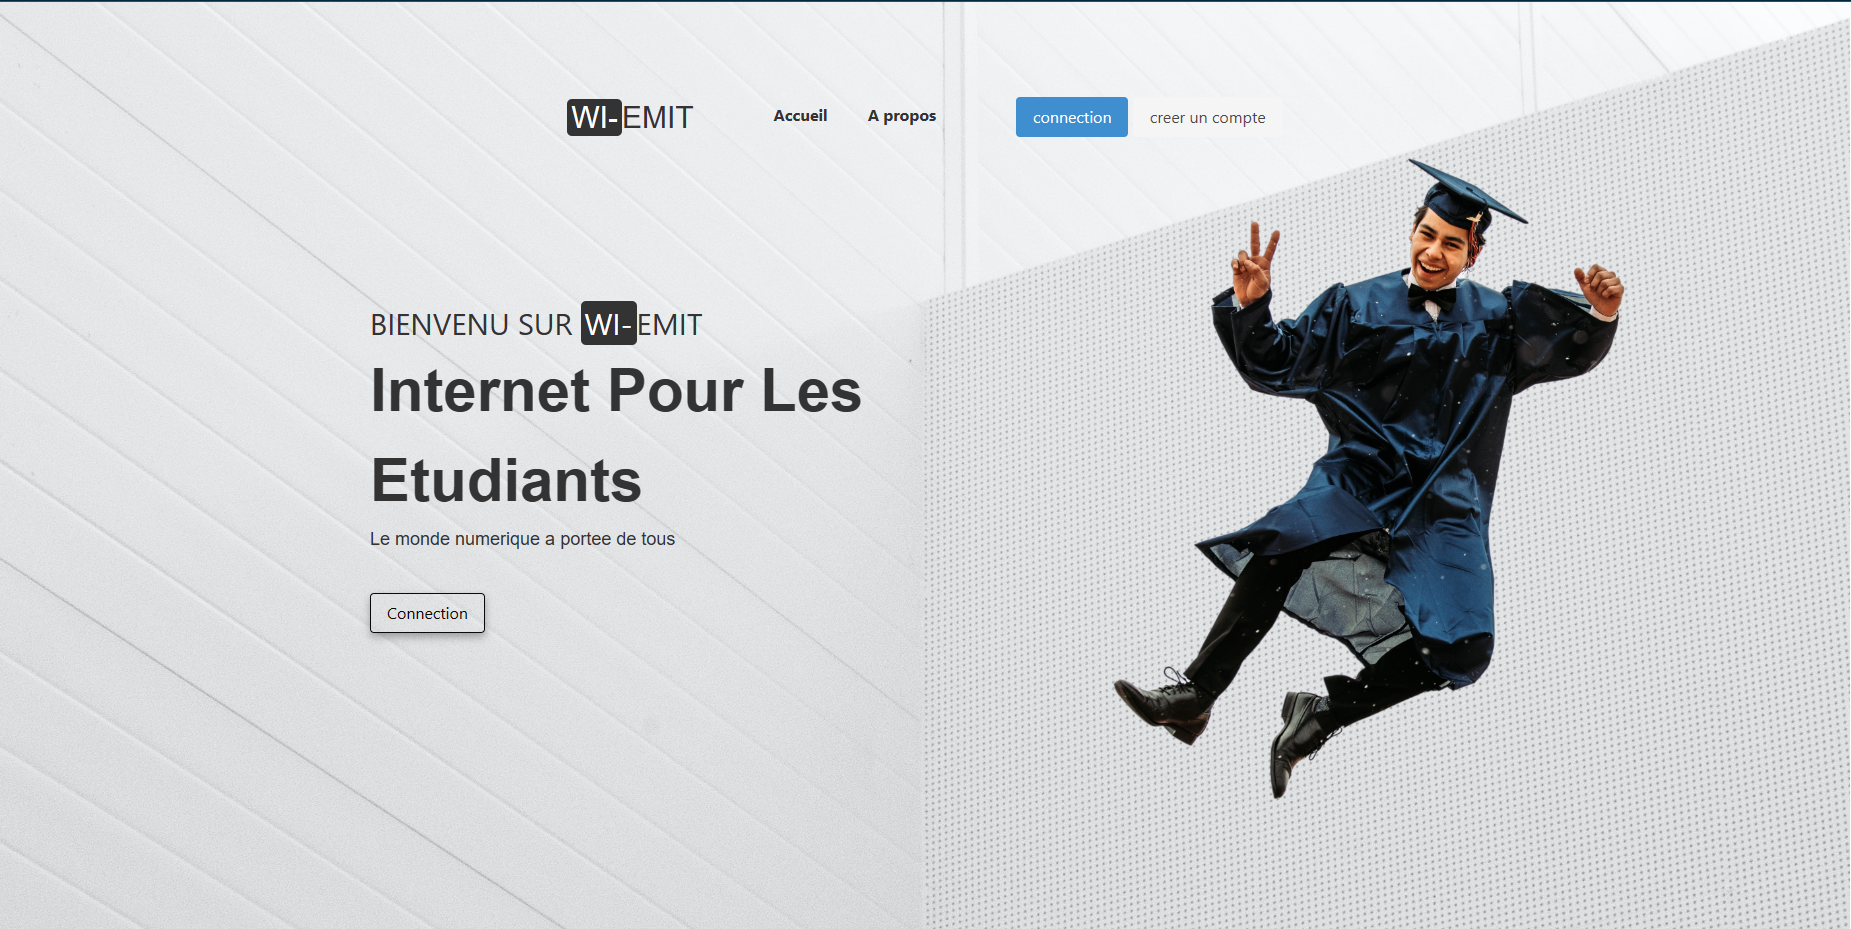 WI-EMIT Accueil A propos connection creer un compte
BIENVENU SUR WI-EMIT
Internet Pour Les
Etudiants
Le monde numerique a portee de tous
Connection